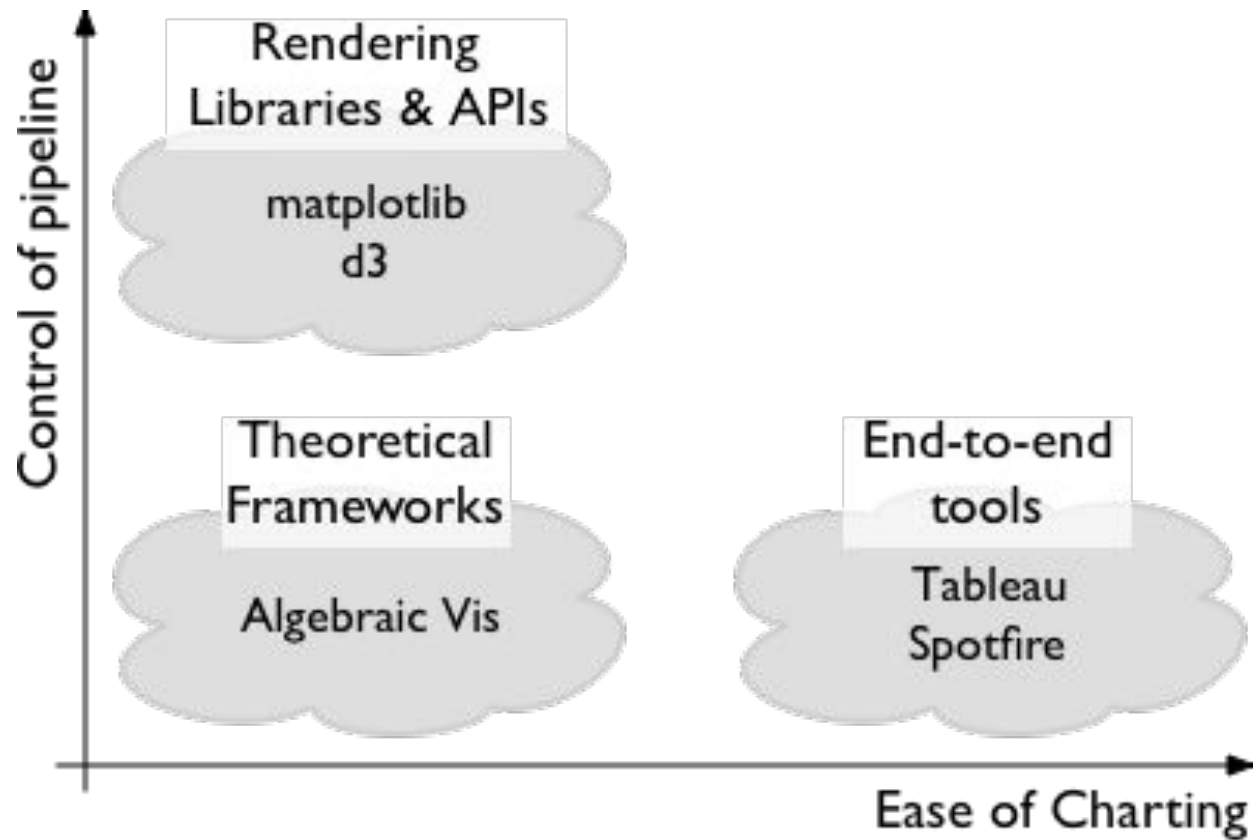 Control of pipeline
Rendering
Libraries & APIs
matplotlib
d3
Theoretical
Frameworks
Algebraic Vis
End-to-end
tools
Tableau
Spotfire
Ease of Charting